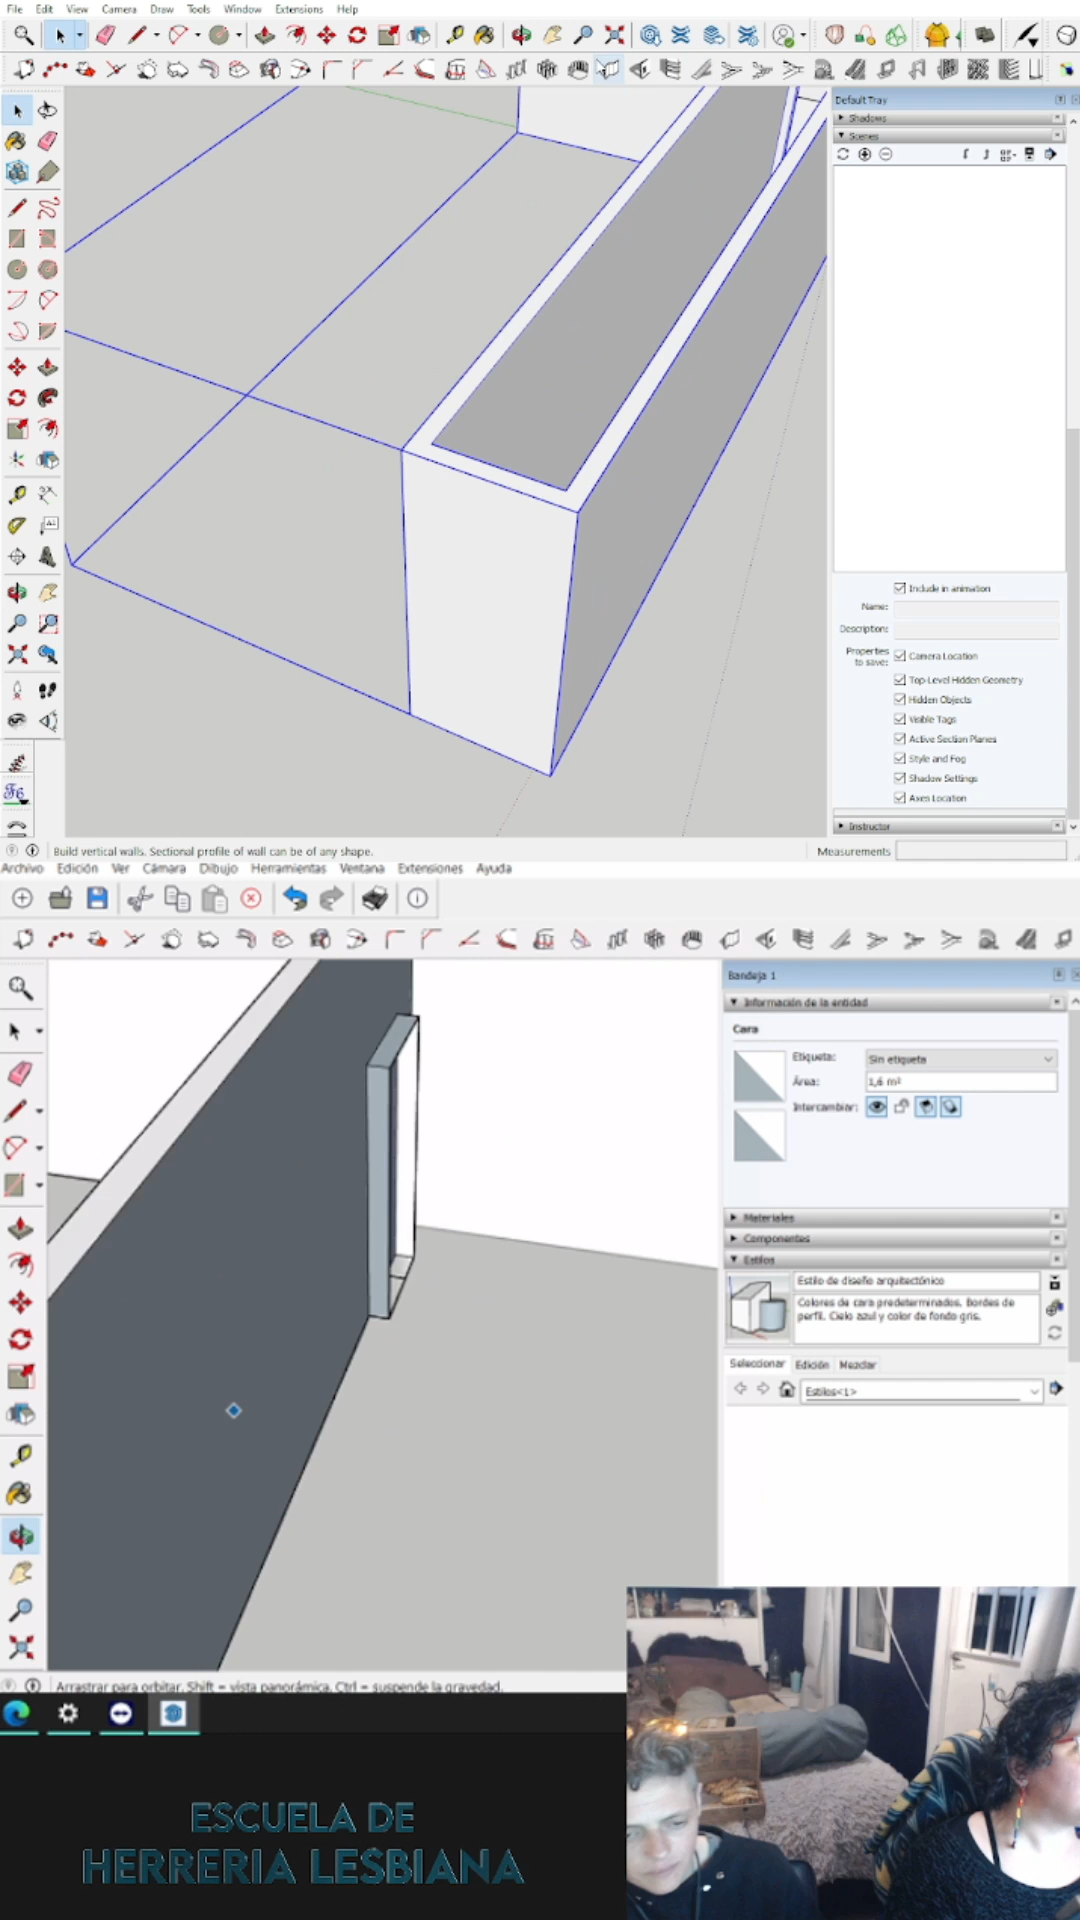 File Edit View Camera Draw Tools Window Extensions Help
Default Tray
Shadows
Scenes
Include in animation
Name:
Description:
Properties to save:
Camera Location
Top-Level Hidden Geometry
Hidden Objects
Visible Tags
Active Section Planes
Style and Fog
Shadow Settings
Axes Location
Instructor
Build vertical walls. Sectional profile of wall can be of any shape.
Measurements
Archivo Edición Ver Cámara Dibujo Herramientas Ventana Extensiones Ayuda
Bandeja 1
Información de la entidad
Cara
Etiqueta: Sin etiqueta
Área: 1,6 m²
Intercambiar:
Materiales
Componentes
Estilos
Estilo de diseño arquitectónico
Colores de cara predeterminados. Bordes de
perfil. Cielo azul y color de fondo gris.
Seleccionar Edición Mezclar
Estilos<1>
Arrastrar para orbitar. Shift = vista panorámica. Ctrl = suspende la gravedad.
ESCUELA DE
HERRERIA LESBIANA